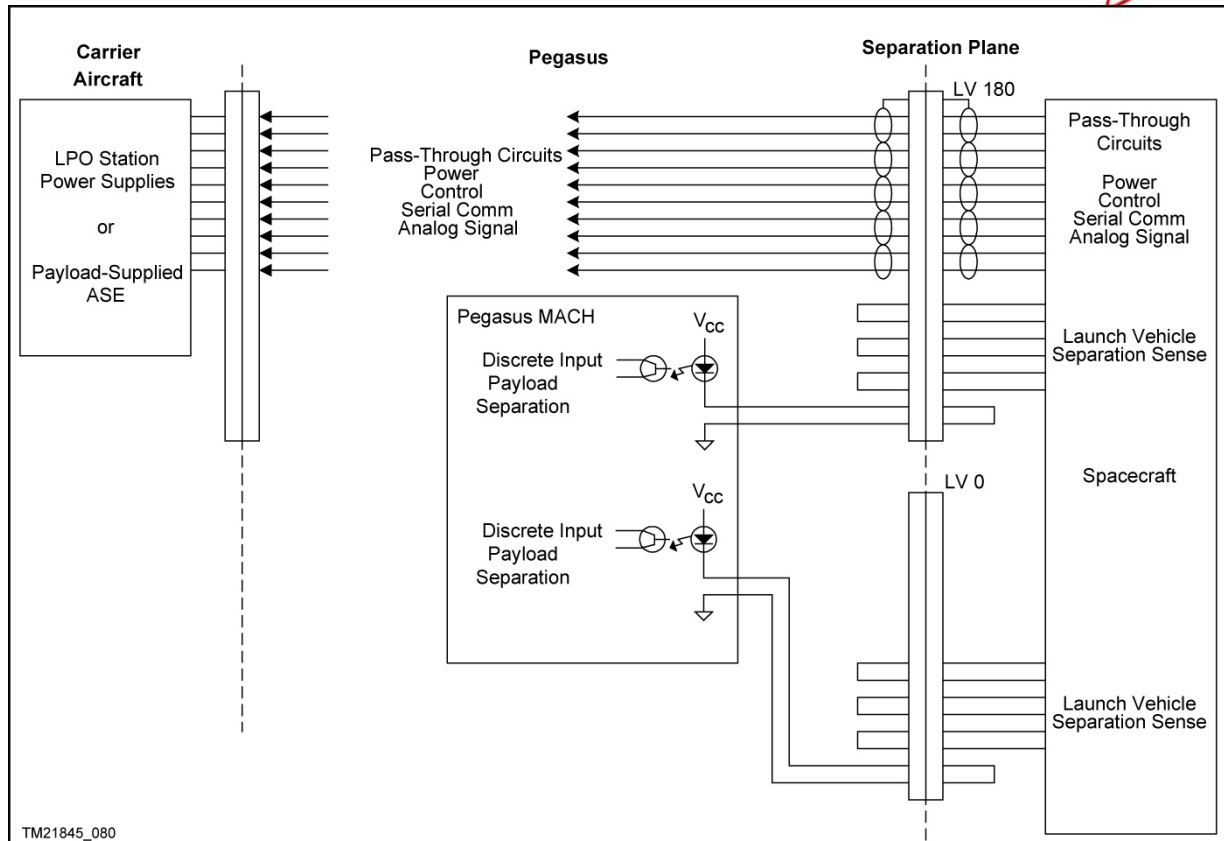 Carrier
Aircraft
Pegasus
Separation Plane
LV 180
LPO Station
Power Supplies
or
Payload-Supplied
ASE
Pass-Through Circuits
Power
Control
Serial Comm
Analog Signal
Pass-Through
Circuits
Power
Control
Serial Comm
Analog Signal
Pegasus MACH
VCC
Discrete Input
Payload
Separation
Launch Vehicle
Separation Sense
LV 0
Spacecraft
VCC
Discrete Input
Payload
Separation
Launch Vehicle
Separation Sense
TM21845_080